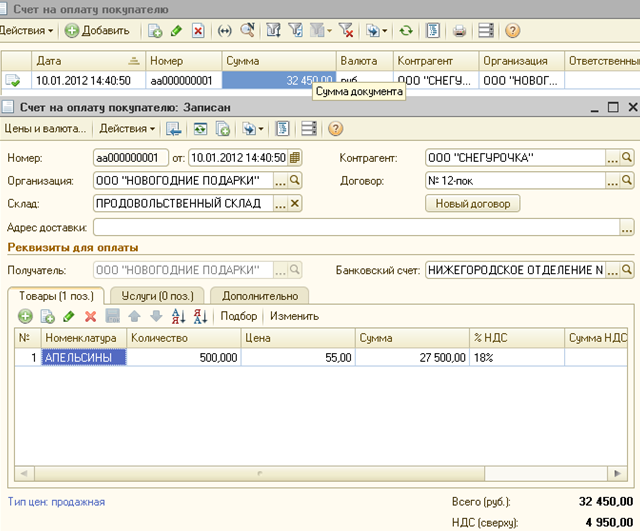 Счет на оплату покупателю
Действия Добавить
Дата Номер Сумма Валюта Контрагент Организация Ответственный
10.01.2012 14:40:50 аа000000001 32 450,00 руб ООО "СНЕГУ... ООО "НОВОГ...
Сумма документа
Счет на оплату покупателю: Записан
Цены и валюта... Действия
Номер: аа000000001 от: 10.01.2012 14:40:50 Контрагент: ООО "СНЕГУРОЧКА"
Организация: ООО "НОВОГОДНИЕ ПОДАРКИ" Договор: № 12-пок
Склад: ПРОДОВОЛЬСТВЕННЫЙ СКЛАД Новый договор
Адрес доставки:
Реквизиты для оплаты
Получатель: ООО "НОВОГОДНИЕ ПОДАРКИ" Банковский счет: НИЖЕГОРОДСКОЕ ОТДЕЛЕНИЕ N
Товары (1 поз.) Услуги (0 поз.) Дополнительно
Подбор Изменить
№ Номенклатура Количество Цена Сумма % НДС Сумма НДС
1 АПЕЛЬСИНЫ 500,000 55,00 27 500,00 18%
Тип цен: продажная Всего (руб.): 32 450,00
НДС (сверху): 4 950,00